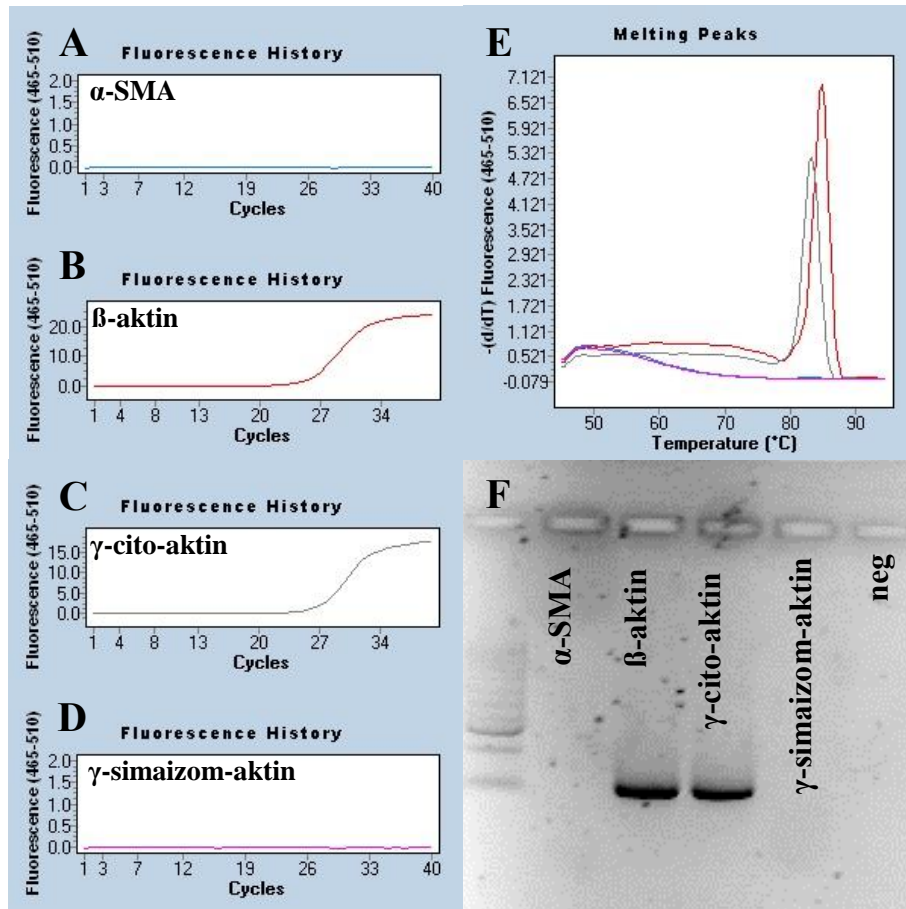 A
Fluorescence History
Fluorescence (465-510)
α-SMA
2.0
1.5
1.0
0.5
0.0
1 3 7 12 19 26 33 40
Cycles
B
Fluorescence History
Fluorescence (465-510)
ß-aktin
20.0
10.0
0.0
1 4 8 13 20 27 34
Cycles
C
Fluorescence History
Fluorescence (465-510)
γ-cito-aktin
15.0
10.0
5.0
0.0
1 4 8 13 20 27 34
Cycles
D
Fluorescence History
Fluorescence (465-510)
γ-simaizom-aktin
2.0
1.5
1.0
0.5
0.0
1 3 7 12 19 26 33 40
Cycles
E
Melting Peaks
-(d/dT) Fluorescence (465-510)
7.121
6.521
5.921
5.321
4.721
4.121
3.521
2.921
2.321
1.721
1.121
0.521
-0.079
50 60 70 80 90
Temperature (°C)
F
α-SMA
ß-aktin
γ-cito-aktin
γ-simaizom-aktin
neg